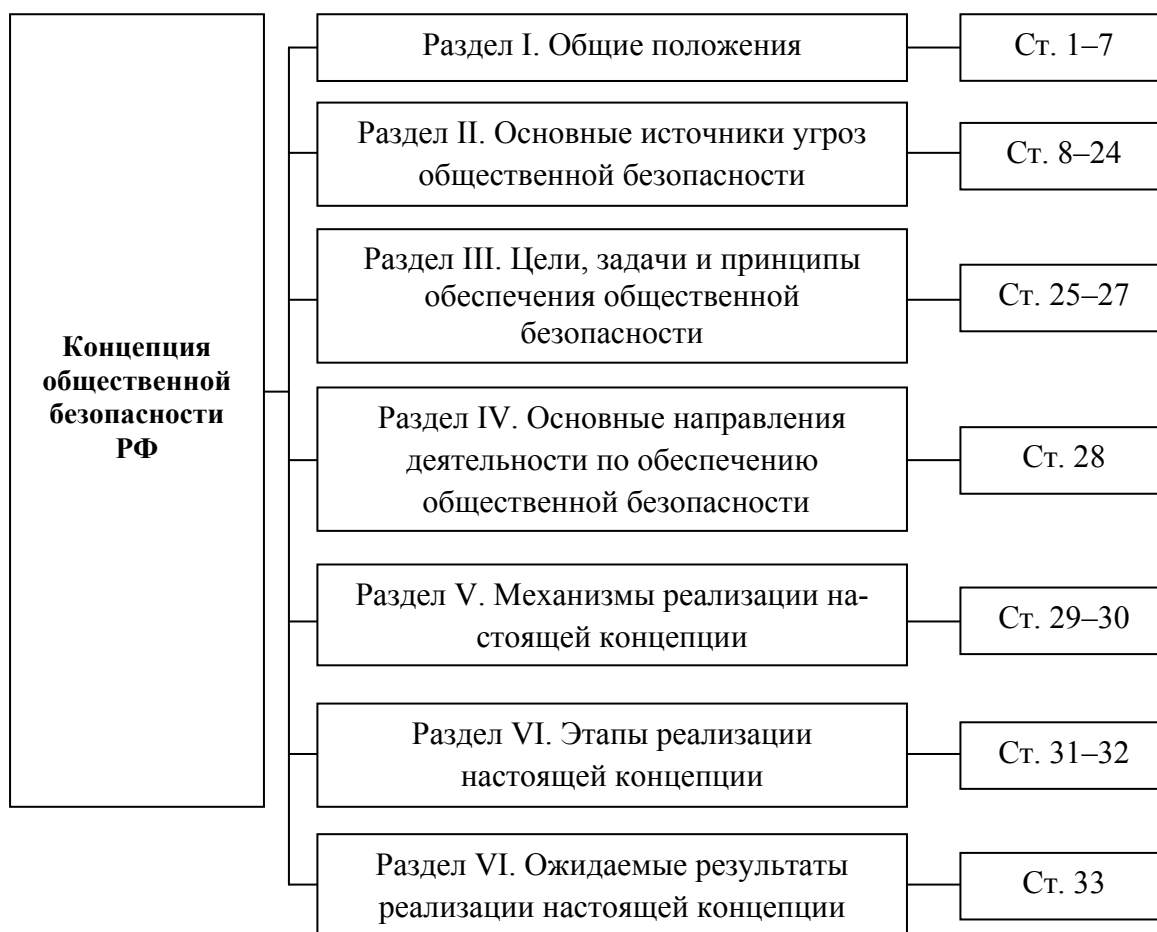 Концепция
общественной
безопасности
РФ
Раздел I. Общие положения
Ст. 1–7
Раздел II. Основные источники угроз
общественной безопасности
Ст. 8–24
Раздел III. Цели, задачи и принципы
обеспечения общественной
безопасности
Ст. 25–27
Раздел IV. Основные направления
деятельности по обеспечению
общественной безопасности
Ст. 28
Раздел V. Механизмы реализации на-
стоящей концепции
Ст. 29–30
Раздел VI. Этапы реализации
настоящей концепции
Ст. 31–32
Раздел VI. Ожидаемые результаты
реализации настоящей концепции
Ст. 33